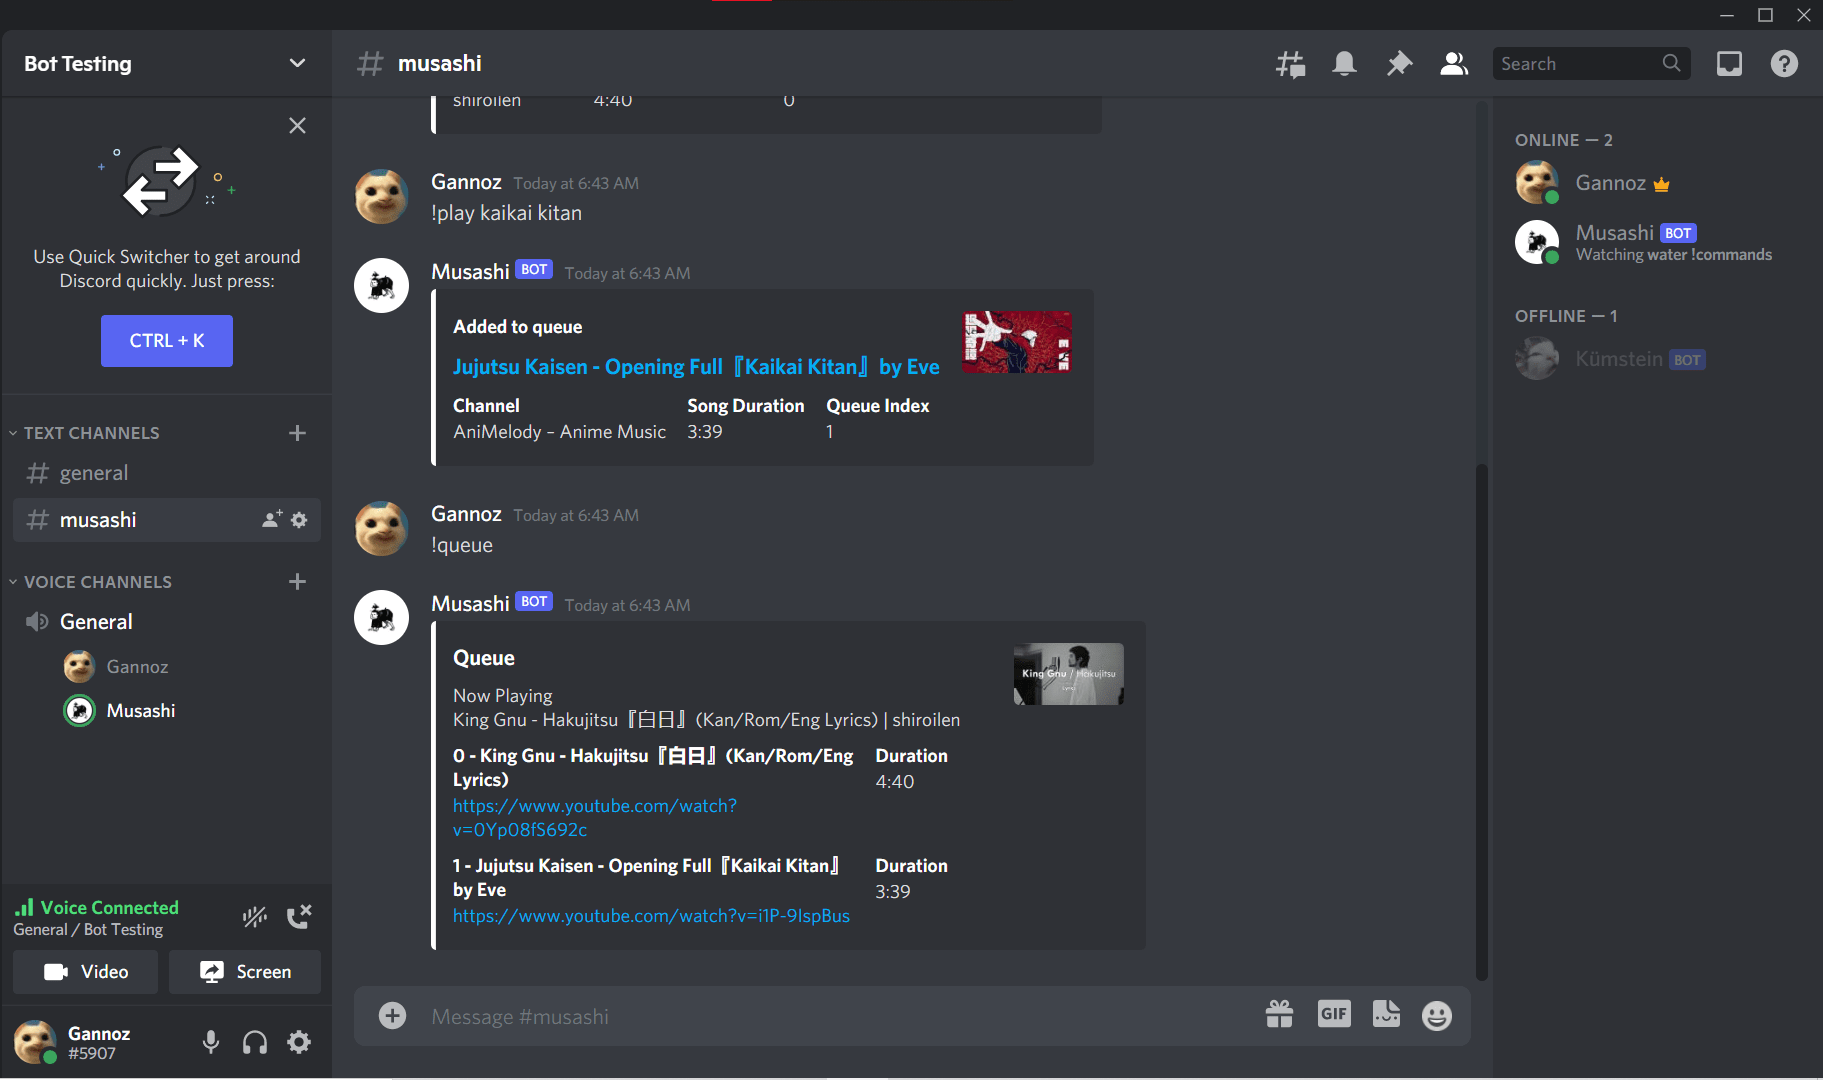 Bot Testing
Use Quick Switcher to get around
Discord quickly. Just press:
CTRL + K
TEXT CHANNELS
general
musashi
VOICE CHANNELS
General
Gannoz
Musashi
Voice Connected
General / Bot Testing
Video
Screen
Gannoz
#5907
musashi
Search
shiroilen 4:40 0
Gannoz Today at 6:43 AM
!play kaikai kitan
Musashi BOT Today at 6:43 AM
Added to queue
Jujutsu Kaisen - Opening Full『Kaikai Kitan』by Eve
Channel Song Duration Queue Index
AniMelody – Anime Music 3:39 1
EVE
Gannoz Today at 6:43 AM
!queue
Musashi BOT Today at 6:43 AM
Queue
Now Playing
King Gnu - Hakujitsu『白日』(Kan/Rom/Eng Lyrics) | shiroilen
King Gnu / Hakujitsu
0 - King Gnu - Hakujitsu『白日』(Kan/Rom/Eng
Lyrics)
Duration
4:40
https://www.youtube.com/watch?
v=0Yp08fS692c
1 - Jujutsu Kaisen - Opening Full『Kaikai Kitan』
by Eve
Duration
3:39
https://www.youtube.com/watch?v=i1P-9IspBus
Message #musashi
GIF
ONLINE — 2
Gannoz
Musashi BOT
Watching water !commands
OFFLINE — 1
Kümstein BOT